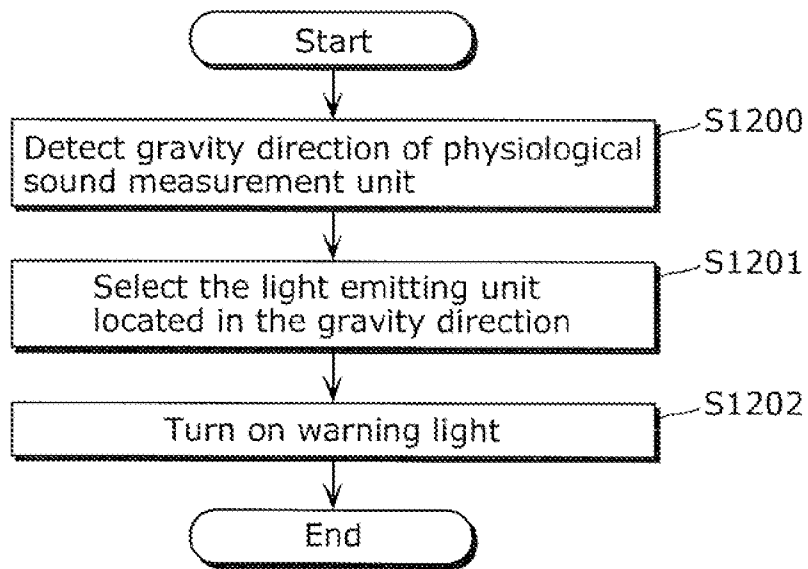 Start
S1200
Detect gravity direction of physiological
sound measurement unit
S1201
Select the light emitting unit
located in the gravity direction
S1202
Turn on warning light
End